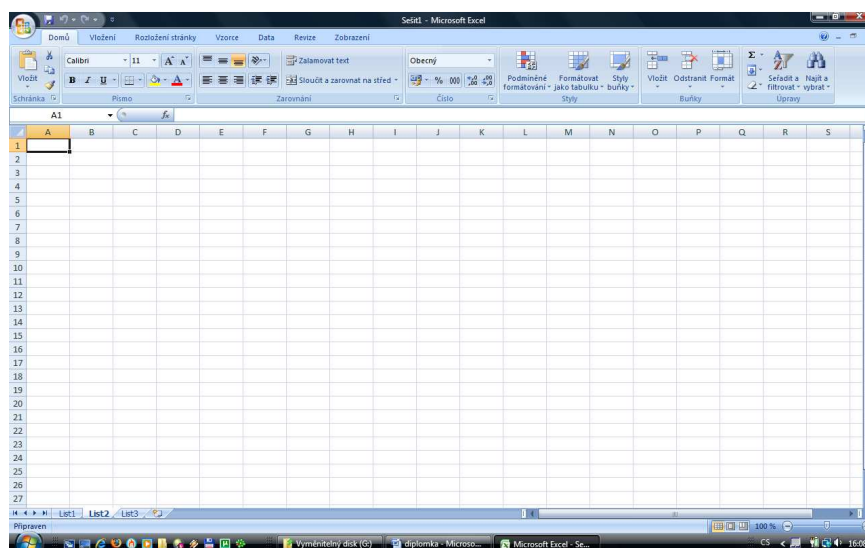 Sešit1 - Microsoft Excel
Domů Vložení Rozložení stránky Vzorce Data Revize Zobrazení
Calibri 11 A A Zalamovat text Obecný
Vložit B I U A Sloučit a zarovnat na střed % 000 Podmíněné formátování Formátovat jako tabulku Styly buňky Vložit Odstranit Formát Σ Seřadit a filtrovat Najít a vybrat
Schránka Písmo Zarovnání Číslo Styly Buňky Úpravy
A1 fx
A B C D E F G H I J K L M N O P Q R S
1
2
3
4
5
6
7
8
9
10
11
12
13
14
15
16
17
18
19
20
21
22
23
24
25
26
27
List1 List2 List3
Připraven 100 %
Vyměnitelný disk (G:) diplomka - Microso... Microsoft Excel - Se... CS 16:08